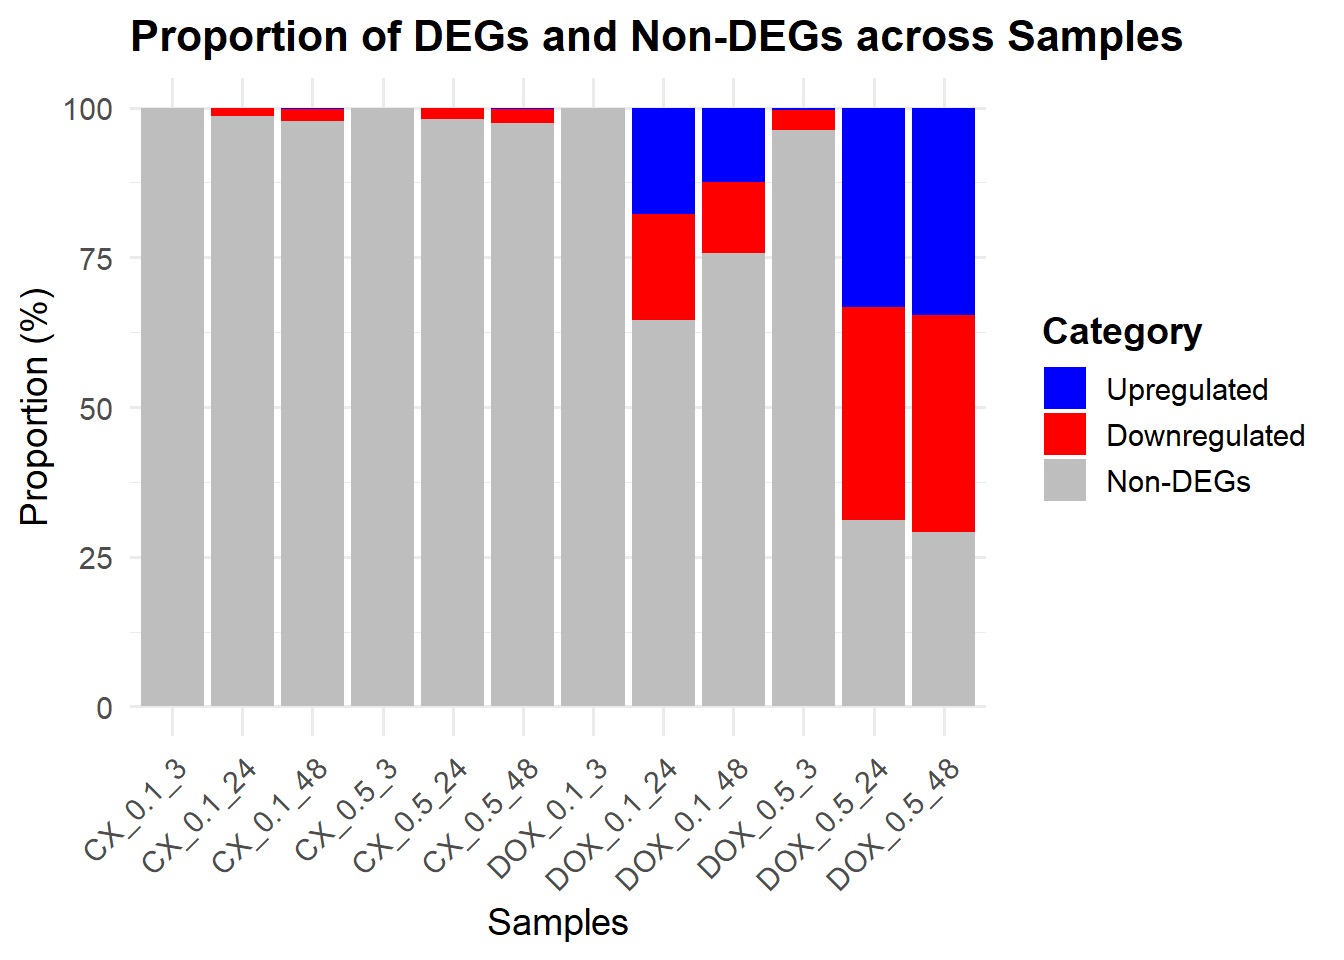 Proportion of DEGs and Non-DEGs across Samples
Proportion (%)
100
75
50
25
0
CX_0.1_3
CX_0.1_24
CX_0.1_48
CX_0.5_3
CX_0.5_24
CX_0.5_48
DOX_0.1_3
DOX_0.1_24
DOX_0.1_48
DOX_0.5_3
DOX_0.5_24
DOX_0.5_48
Samples
Category
Upregulated
Downregulated
Non-DEGs